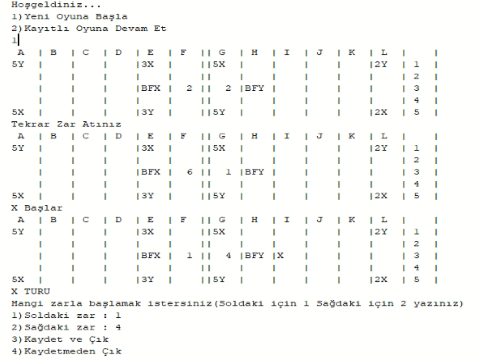 Hoşgeldiniz...
1)Yeni Oyuna Başla
2)Kayıtlı Oyuna Devam Et
1
A | B | C | D | E | F || G | H | I | J | K | L | |
5Y | | | |3X | ||5X | | | | |2Y | 1 |
| | | | | || | | | | | | 2 |
| | | |BFX | 2 || 2 |BFY | | | | | 3 |
| | | | | || | | | | | | 4 |
5X | | | |3Y | ||5Y | | | | |2X | 5 |
Tekrar Zar Atınız
A | B | C | D | E | F || G | H | I | J | K | L | |
5Y | | | |3X | ||5X | | | | |2Y | 1 |
| | | | | || | | | | | | 2 |
| | | |BFX | 6 || 1 |BFY | | | | | 3 |
| | | | | || | | | | | | 4 |
5X | | | |3Y | ||5Y | | | | |2X | 5 |
X Başlar
A | B | C | D | E | F || G | H | I | J | K | L | |
5Y | | | |3X | ||5X | | | | |2Y | 1 |
| | | | | || | | | | | | 2 |
| | | |BFX | 1 || 4 |BFY |X | | | | 3 |
| | | | | || | | | | | | 4 |
5X | | | |3Y | ||5Y | | | | |2X | 5 |
X TURU
Hangi zarla başlamak istersiniz(Soldaki için 1 Sağdaki için 2 yazınız)
1)Soldaki zar : 1
2)Sağdaki zar : 4
3)Kaydet ve Çık
4)Kaydetmeden Çık